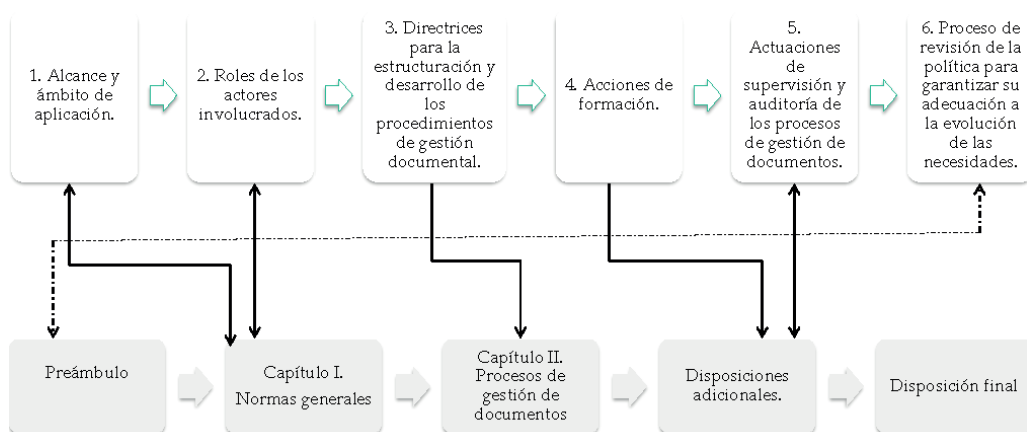 1. Alcance y
ámbito de
aplicación.
2. Roles de los
actores
involucrados.
3. Directrices
para la
estructuración y
desarrollo de
los
procedimientos
de gestión
documental.
4. Acciones de
formación.
5.
Actuaciones
de
supervisión y
auditoría de
los procesos
de gestión de
documentos.
6. Proceso de
revisión de la
política para
garantizar su
adecuación a
la evolución
de las
necesidades.
Preámbulo
Capítulo I.
Normas generales
Capítulo II.
Procesos de
gestión de
documentos
Disposiciones
adicionales.
Disposición final